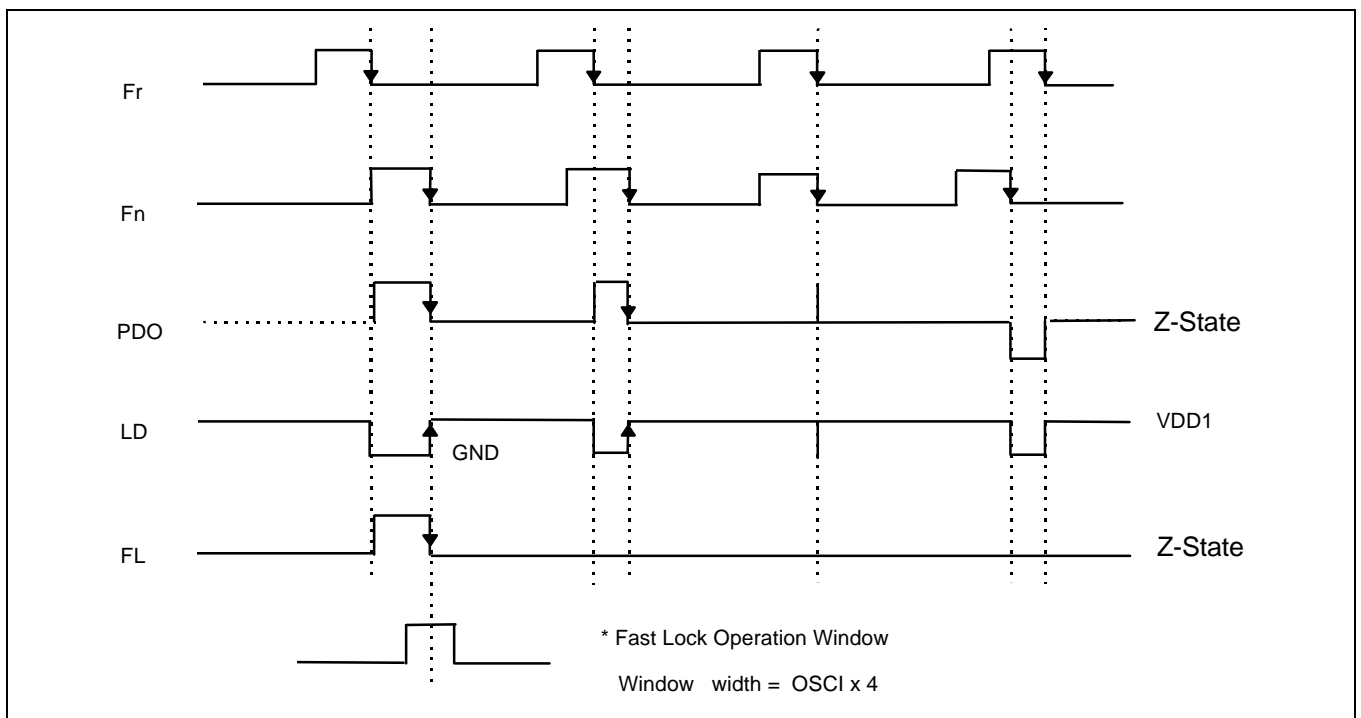 Fr
Fn
PDO
Z-State
LD
GND
VDD1
FL
Z-State
* Fast Lock Operation Window
Window width = OSCI x 4